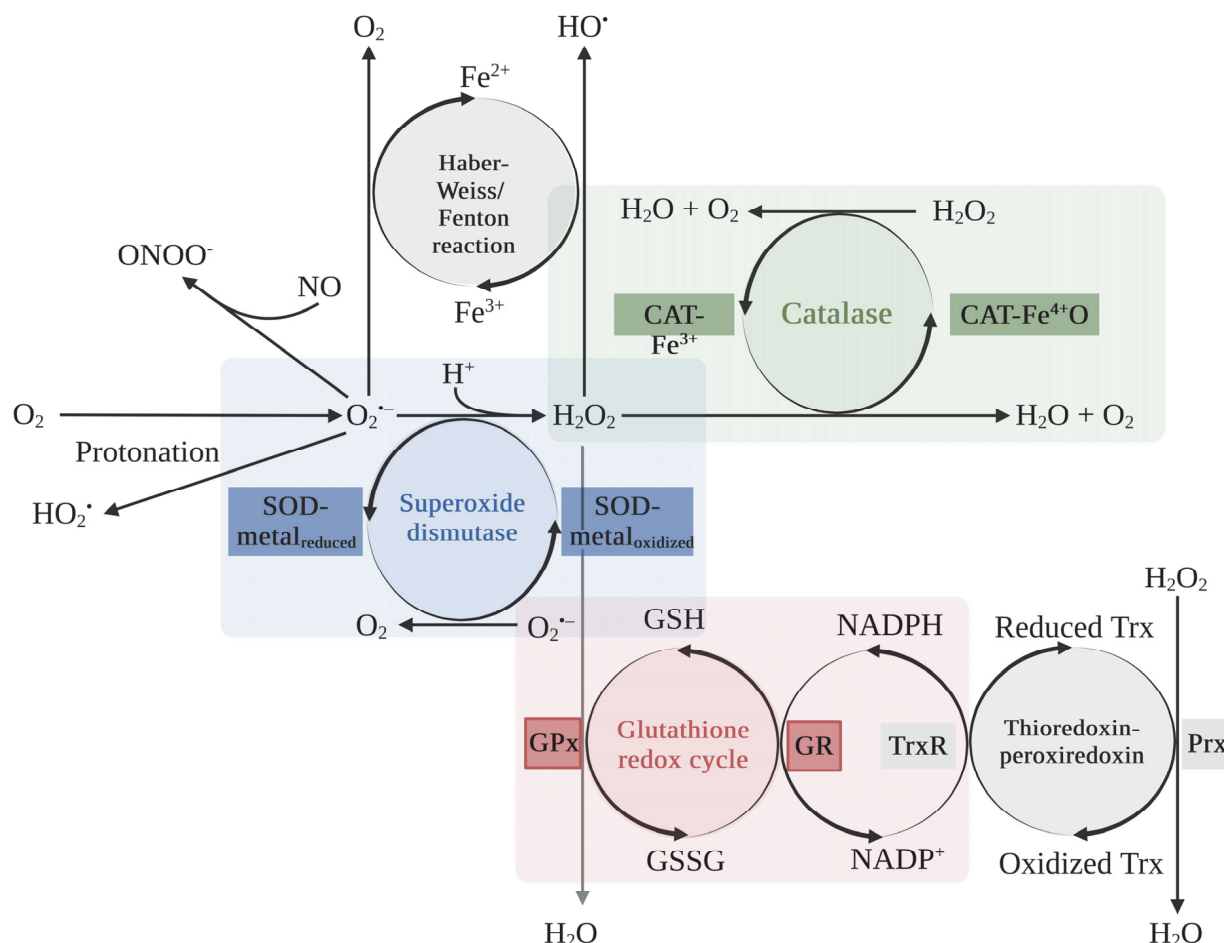 O₂
HO•
Fe²⁺
Haber-
Weiss/
Fenton
reaction
Fe³⁺
ONOO⁻
NO
H₂O + O₂
H₂O₂
CAT-
Fe³⁺
Catalase
CAT-Fe⁴⁺O
H⁺
O₂
O₂•⁻
H₂O₂
H₂O + O₂
Protonation
HO₂•
SOD-
metalreduced
Superoxide
dismutase
SOD-
metaloxidized
O₂
O₂•⁻
GSH
NADPH
Reduced Trx
H₂O₂
GPx
Glutathione
redox cycle
GR
TrxR
Thioredoxin-
peroxiredoxin
Prx
GSSG
NADP⁺
Oxidized Trx
H₂O
H₂O